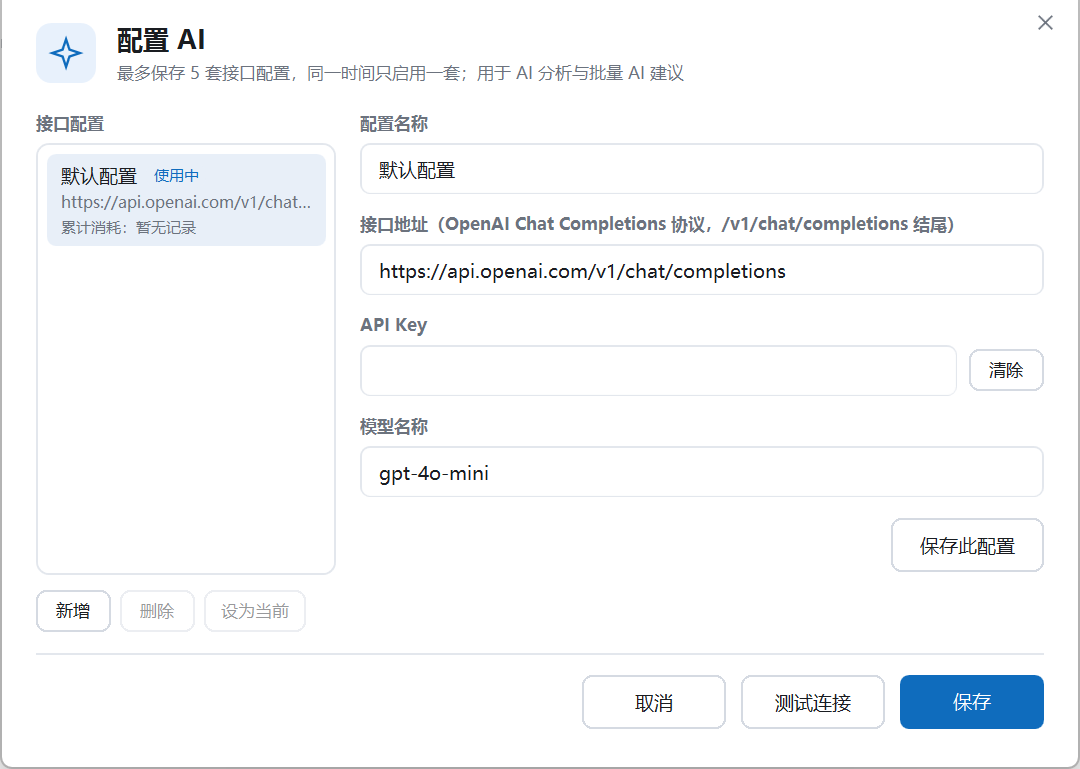 配置 AI
最多保存 5 套接口配置，同一时间只启用一套；用于 AI 分析与批量 AI 建议
接口配置
默认配置 使用中
https://api.openai.com/v1/chat...
累计消耗：暂无记录
新增
删除
设为当前
配置名称
默认配置
接口地址（OpenAI Chat Completions 协议，/v1/chat/completions 结尾）
https://api.openai.com/v1/chat/completions
API Key
清除
模型名称
gpt-4o-mini
保存此配置
取消
测试连接
保存